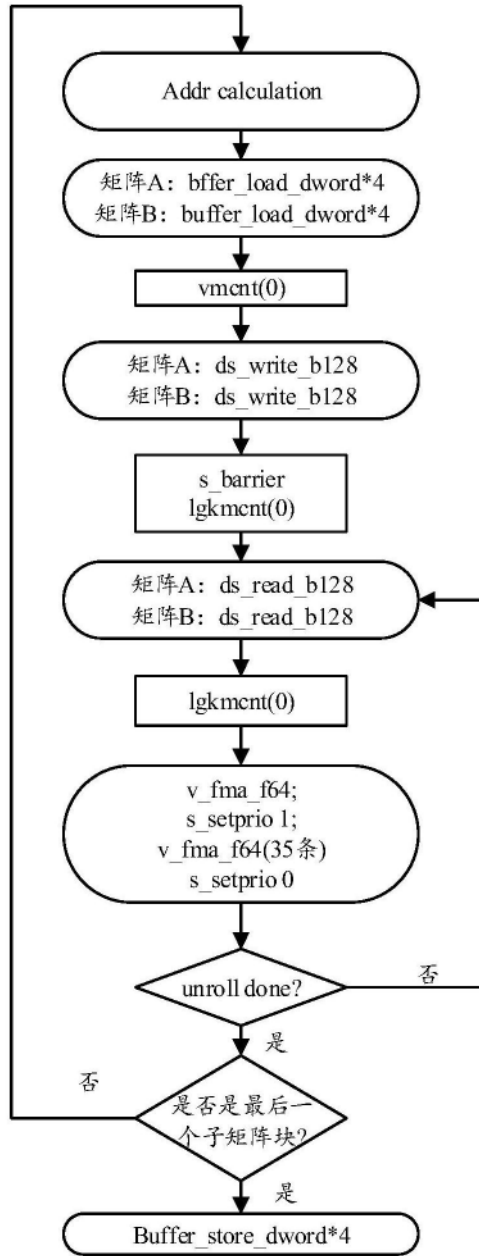 Addr calculation
矩阵A: bffer_load_dword*4
矩阵B: buffer_load_dword*4
vmcnt(0)
矩阵A: ds_write_b128
矩阵B: ds_write_b128
s_barrier
lgkmcnt(0)
矩阵A: ds_read_b128
矩阵B: ds_read_b128
lgkmcnt(0)
v_fma_f64;
s_setprio 1;
v_fma_f64(35条)
s_setprio 0
unroll done?
否
是
否
是否是最后一
个子矩阵块?
是
Buffer_store_dword*4